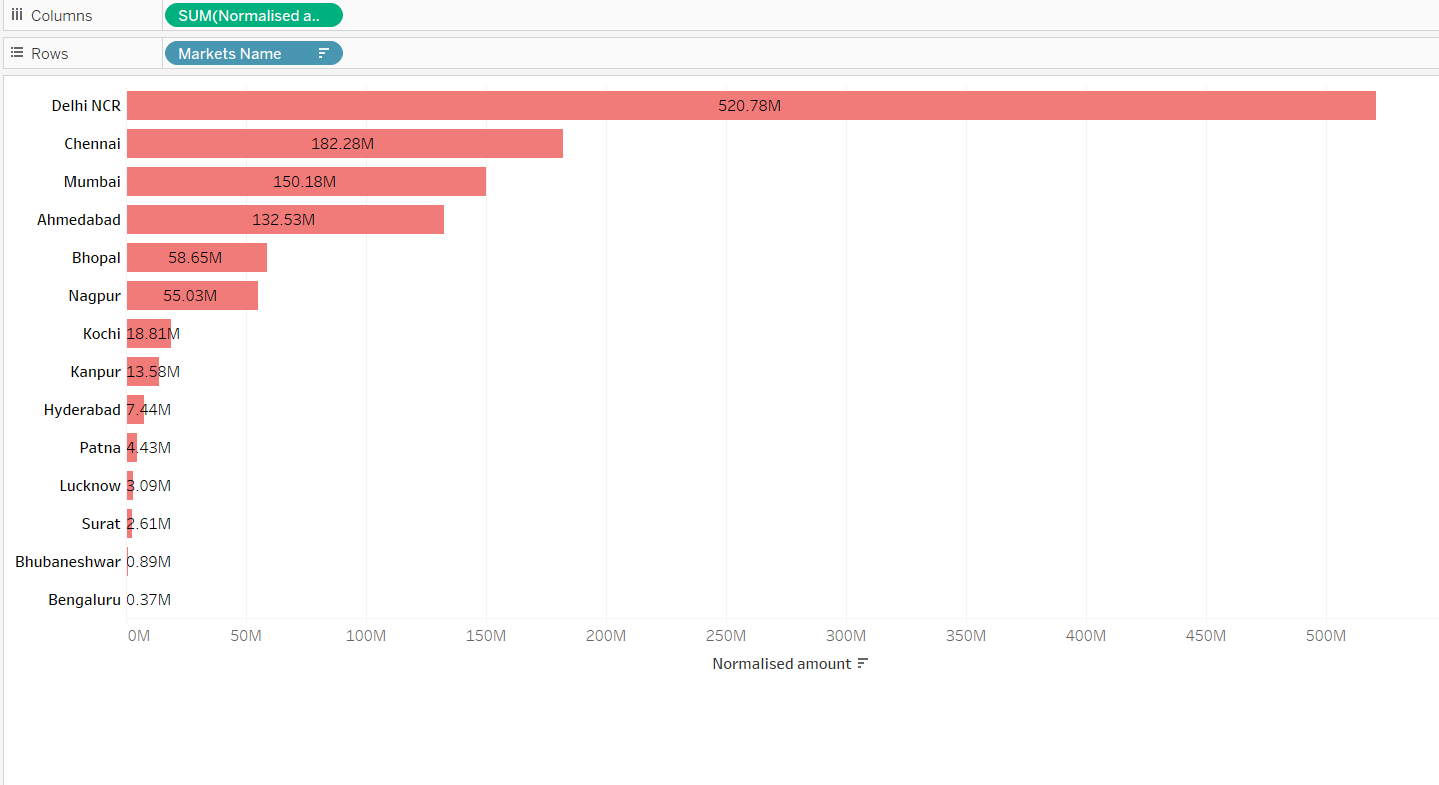 Columns SUM(Normalised a..
Rows Markets Name
Delhi NCR 520.78M
Chennai 182.28M
Mumbai 150.18M
Ahmedabad 132.53M
Bhopal 58.65M
Nagpur 55.03M
Kochi 18.81M
Kanpur 13.58M
Hyderabad 7.44M
Patna 4.43M
Lucknow 3.09M
Surat 2.61M
Bhubaneshwar 0.89M
Bengaluru 0.37M
0M 50M 100M 150M 200M 250M 300M 350M 400M 450M 500M
Normalised amount